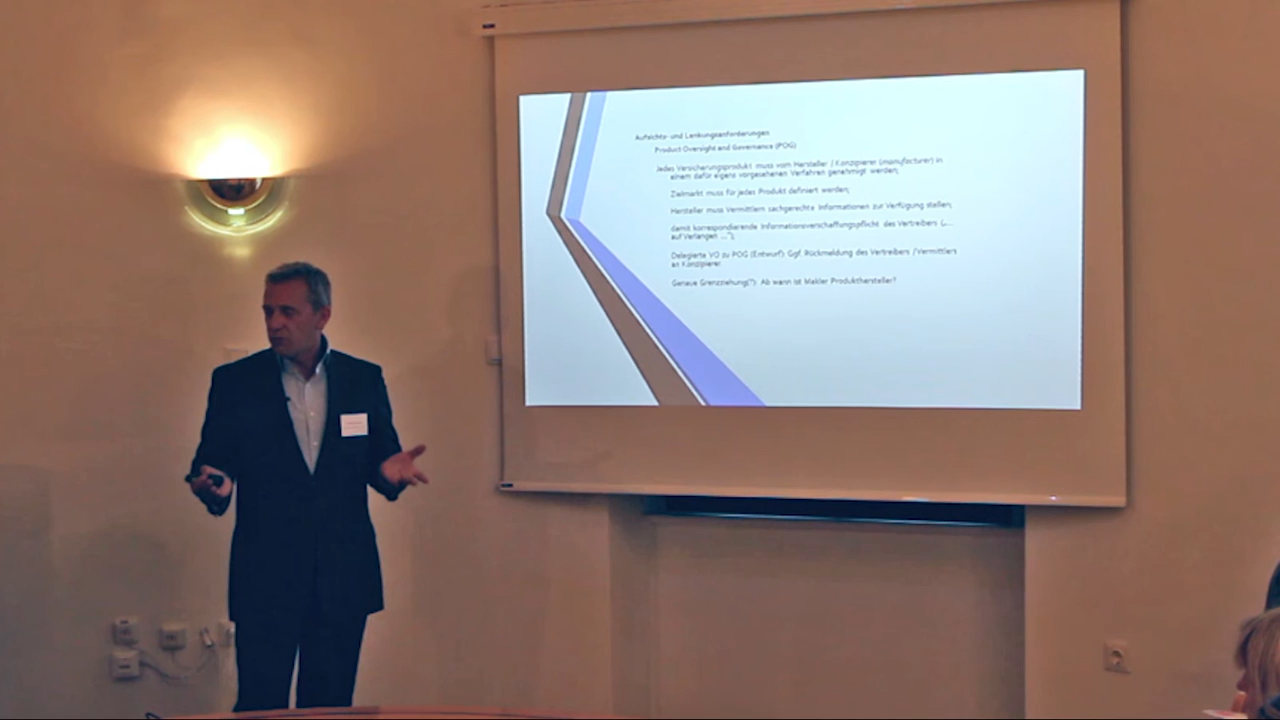 Aufsichts- und Lenkungsanforderungen
Product Oversight and Governance (POG)
Jedes Versicherungsprodukt muss vom Hersteller / Konzipierer (manufacturer) in
einem dafür eigens vorgesehenen Verfahren genehmigt werden;
Zielmarkt muss für jedes Produkt definiert werden;
Hersteller muss Vermittlern sachgerechte Informationen zur Verfügung stellen;
damit korrespondierende Informationsverschaffungspflicht des Vertreibers („...
auf Verlangen ...");
Delegierte VO zu POG (Entwurf): Ggf. Rückmeldung des Vertreibers /Vermittlers
an Konzipierer.
Genaue Grenzziehung(?): Ab wann ist Makler Produkthersteller?